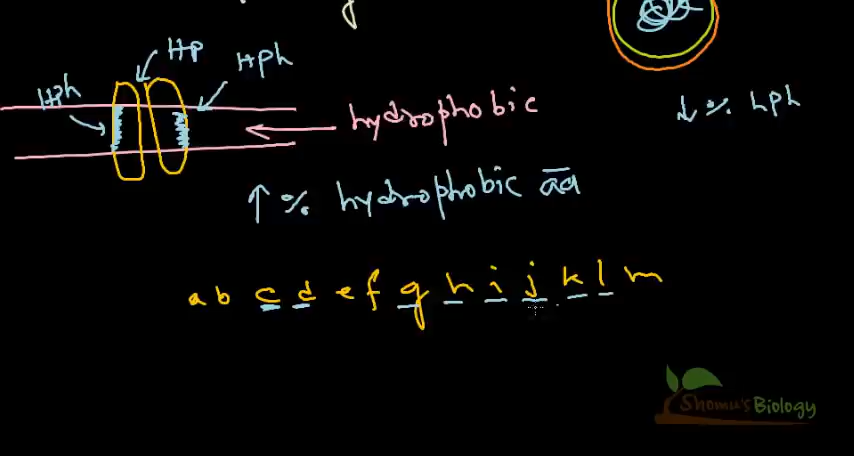 HP
HPh
HPh
hydrophobic
↓ % hph
↑ % hydrophobic aa
a b c d e f g h i j k l m
Shomu's Biology